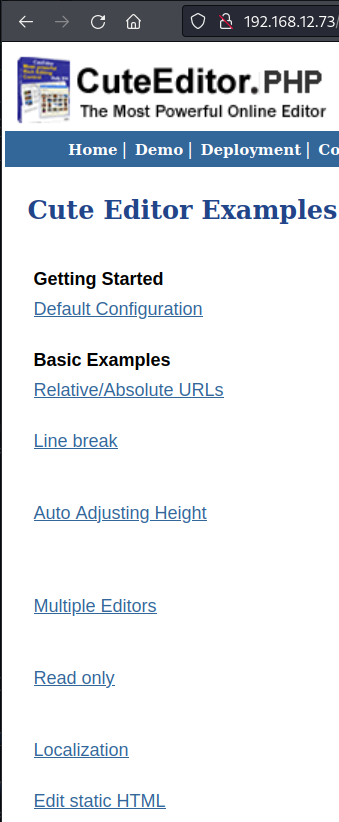 192.168.12.73/
CuteEditor.PHP
The Most Powerful Online Editor
Home | Demo | Deployment | Co
Cute Editor Examples
Getting Started
Default Configuration
Basic Examples
Relative/Absolute URLs
Line break
Auto Adjusting Height
Multiple Editors
Read only
Localization
Edit static HTML